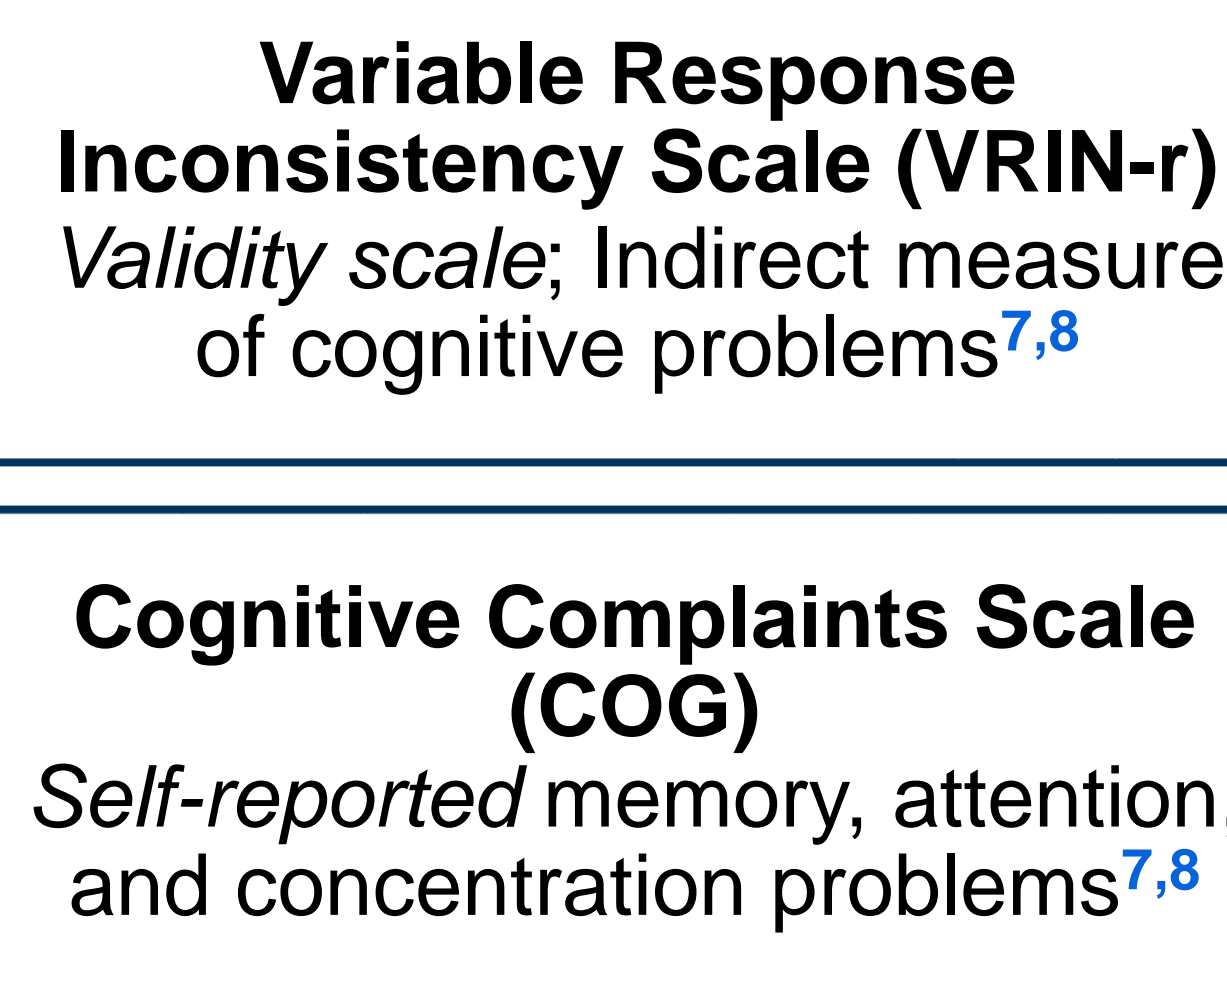 Variable Response
Inconsistency Scale (VRIN-r)
Validity scale; Indirect measure
of cognitive problems7,8
Cognitive Complaints Scale
(COG)
Self-reported memory, attention,
and concentration problems7,8